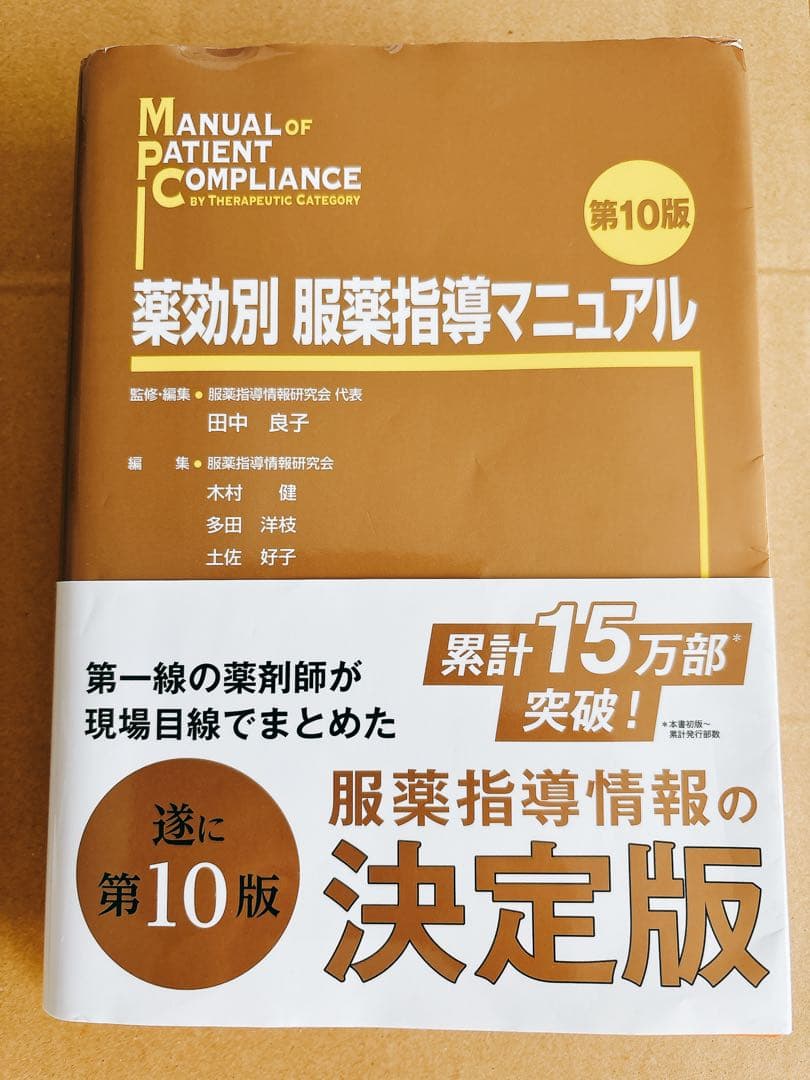 MANUAL OF
PATIENT
COMPLIANCE
BY THERAPEUTIC CATEGORY
第10版
薬効別 服薬指導マニュアル
監修・編集 ● 服薬指導情報研究会 代表
田中 良子
編 集 ● 服薬指導情報研究会
木村 健
多田 洋枝
土佐 好子
累計15万部*
突破!
*本書初版〜
累計発行部数
第一線の薬剤師が
現場目線でまとめた
遂に
第10版
服薬指導情報の
決定版